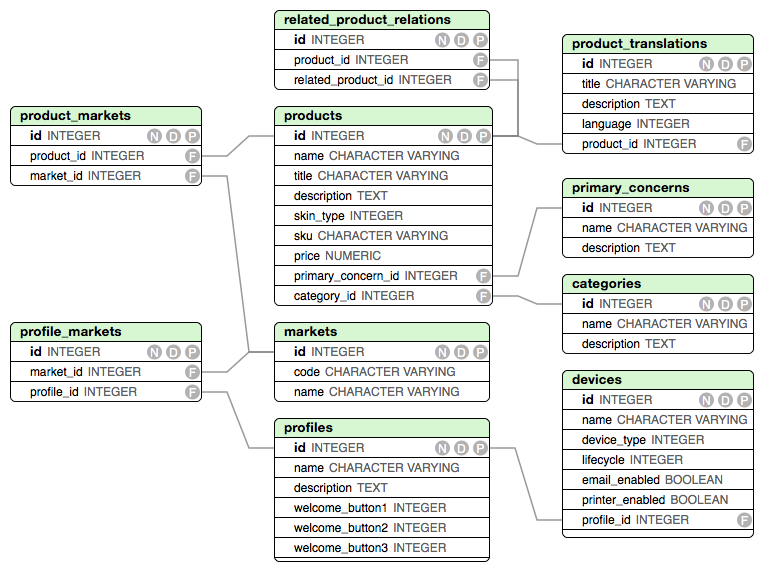 related_product_relations
id INTEGER N D P
product_id INTEGER F
related_product_id INTEGER F
product_translations
id INTEGER N D P
title CHARACTER VARYING
description TEXT
language INTEGER
product_id INTEGER F
product_markets
id INTEGER N D P
product_id INTEGER F
market_id INTEGER F
products
id INTEGER N D P
name CHARACTER VARYING
title CHARACTER VARYING
description TEXT
skin_type INTEGER
sku CHARACTER VARYING
price NUMERIC
primary_concern_id INTEGER F
category_id INTEGER F
primary_concerns
id INTEGER N D P
name CHARACTER VARYING
description TEXT
categories
id INTEGER N D P
name CHARACTER VARYING
description TEXT
profile_markets
id INTEGER N D P
market_id INTEGER F
profile_id INTEGER F
markets
id INTEGER N D P
code CHARACTER VARYING
name CHARACTER VARYING
devices
id INTEGER N D P
name CHARACTER VARYING
device_type INTEGER
lifecycle INTEGER
email_enabled BOOLEAN
printer_enabled BOOLEAN
profile_id INTEGER F
profiles
id INTEGER N D P
name CHARACTER VARYING
description TEXT
welcome_button1 INTEGER
welcome_button2 INTEGER
welcome_button3 INTEGER